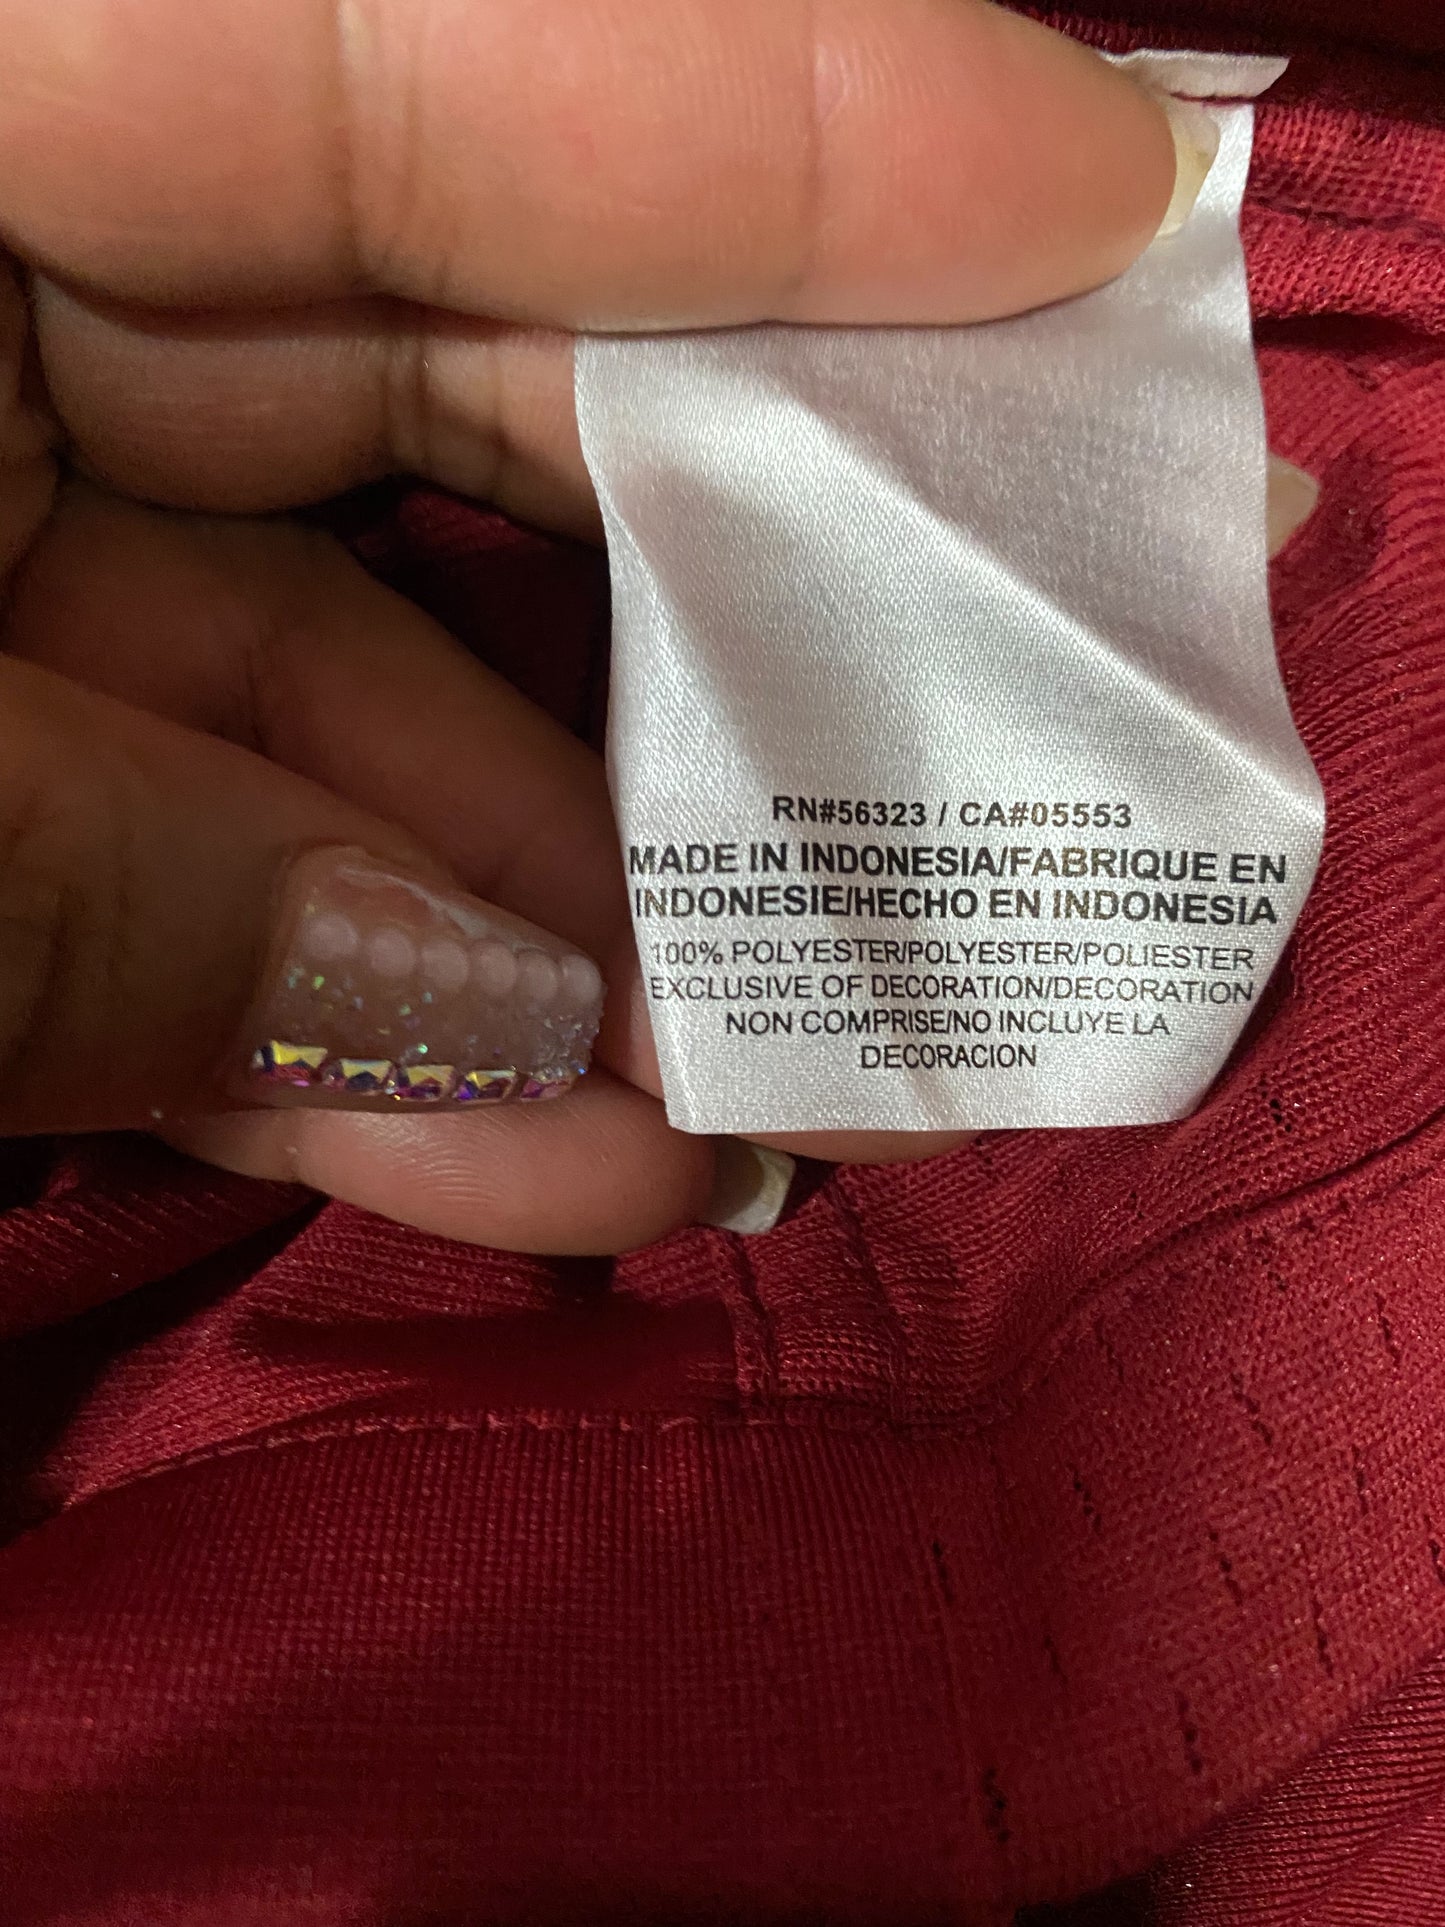 RN#56323 / CA#05553
MADE IN INDONESIA/FABRIQUE EN
INDONESIE/HECHO EN INDONESIA
100% POLYESTER/POLYESTER/POLIESTER
EXCLUSIVE OF DECORATION/DECORATION
NON COMPRISE/NO INCLUYE LA
DECORACION